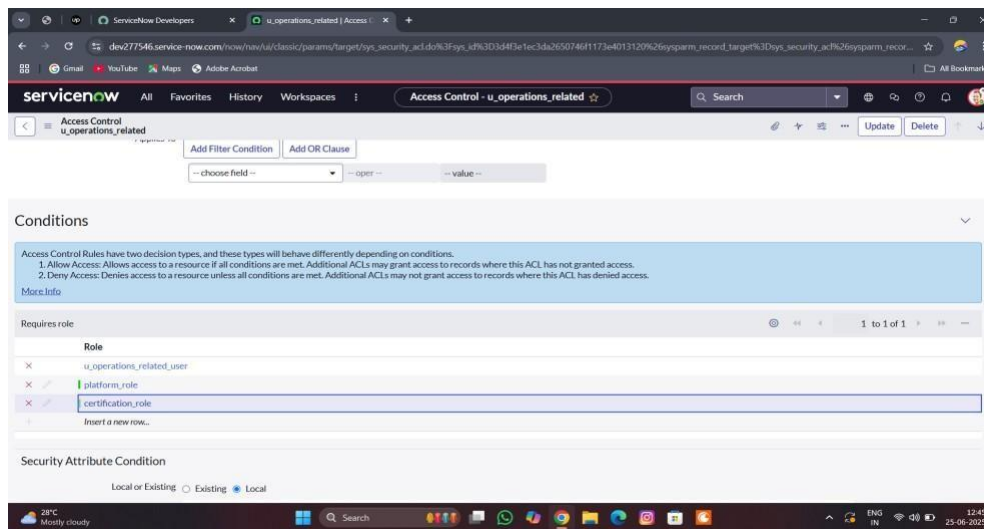 ServiceNow Developers
u_operations_related | Access C
dev277546.service-now.com/now/nav/ui/classic/params/target/sys_security_acl.do%3Fsys_id%3D3d4f3e1ec3da2650746f1173e4013120%26sysparm_record_target%3Dsys_security_acl%26sysparm_recor...
Gmail YouTube Maps Adobe Acrobat All Bookmark
servicenow All Favorites History Workspaces Access Control - u_operations_related Search
Access Control
u_operations_related
Update Delete
Add Filter Condition Add OR Clause
-- choose field -- -- oper -- -- value --
Conditions
Access Control Rules have two decision types, and these types will behave differently depending on conditions.
1. Allow Access: Allows access to a resource if all conditions are met. Additional ACLs may grant access to records where this ACL has not granted access.
2. Deny Access: Denies access to a resource unless all conditions are met. Additional ACLs may not grant access to records where this ACL has denied access.
More Info
Requires role 1 to 1 of 1
Role
u_operations_related_user
platform_role
certification_role
Insert a new row...
Security Attribute Condition
Local or Existing Existing Local
28°C
Mostly cloudy
Search
ENG
IN
12:45
25-06-202